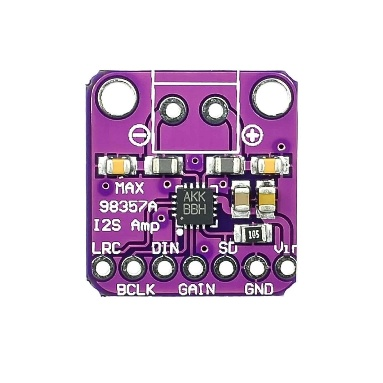 MAX
98357A
I2S Amp
AKK
BBH
105
LRC DIN SD Vin
BCLK GAIN GND